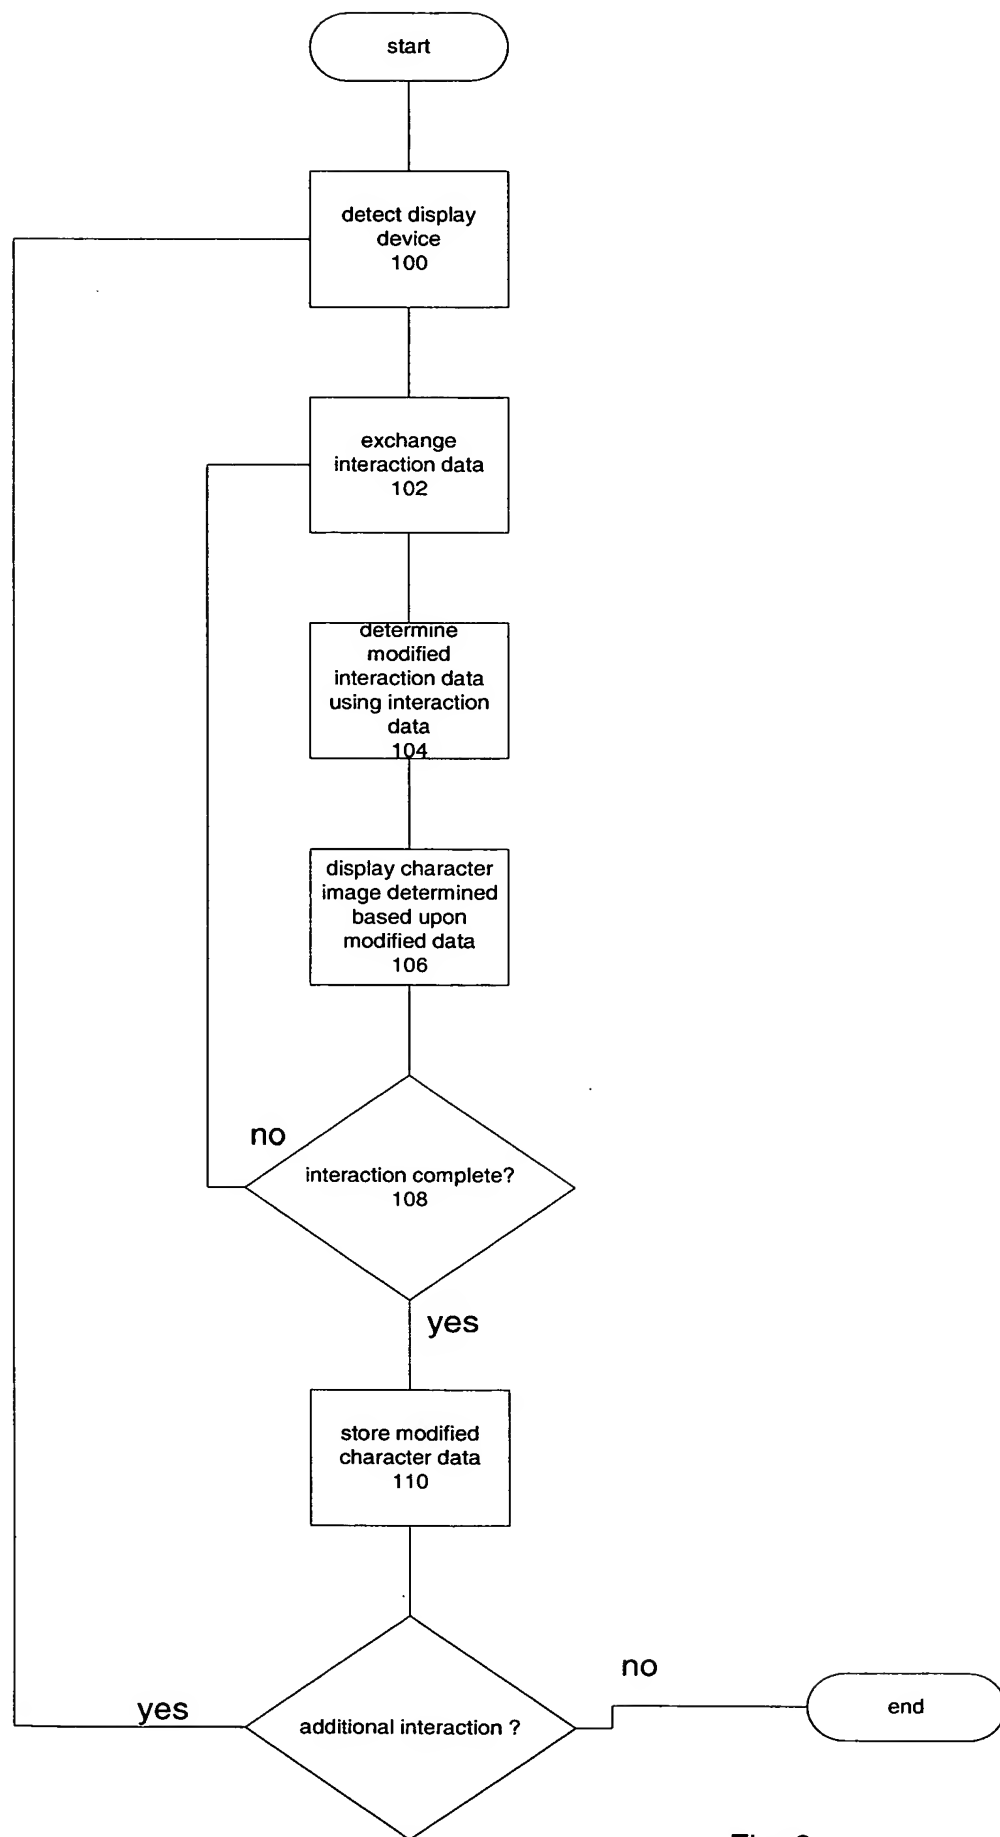 start
detect display
device
100
exchange
interaction data
102
determine
modified
interaction data
using interaction
data
104
display character
image determined
based upon
modified data
106
no
interaction complete?
108
yes
store modified
character data
110
no
yes
additional interaction ?
end